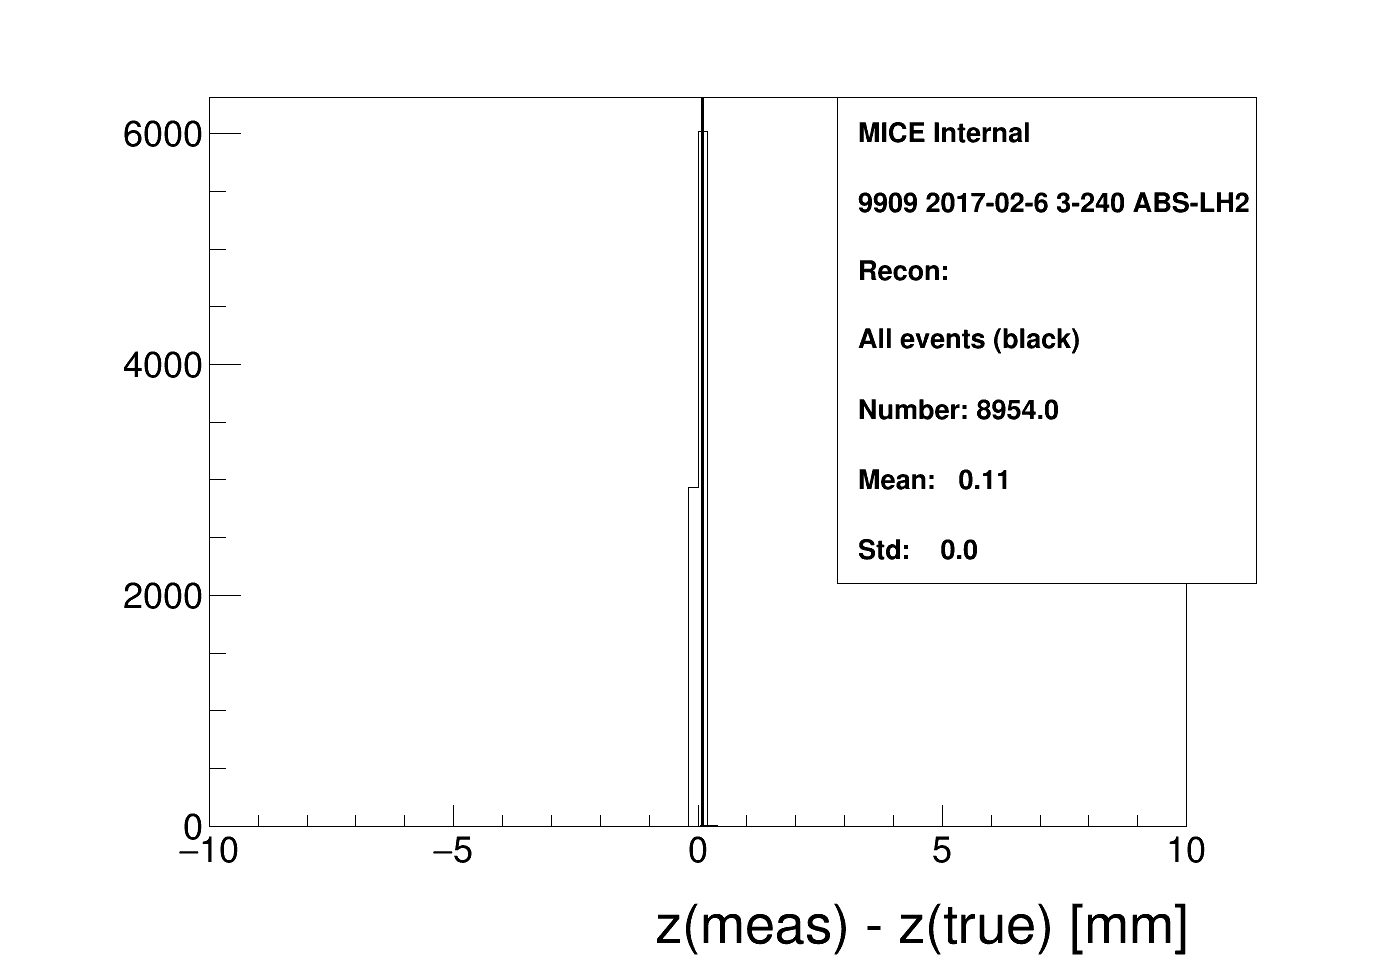 MICE Internal
9909 2017-02-6 3-240 ABS-LH2
Recon:
All events (black)
Number: 8954.0
Mean: 0.11
Std: 0.0
6000
4000
2000
0
−10 −5 0 5 10
z(meas) - z(true) [mm]